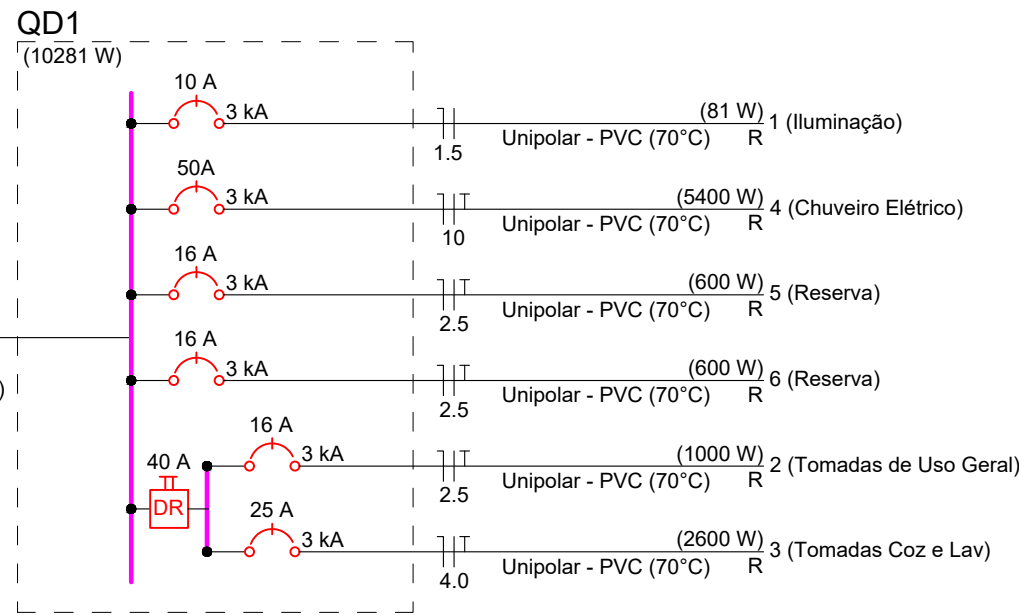 QD1
(10281 W)
10 A
3 kA
1.5
Unipolar - PVC (70°C)
(81 W)
R
1 (Iluminação)
50A
3 kA
10
Unipolar - PVC (70°C)
(5400 W)
R
4 (Chuveiro Elétrico)
16 A
3 kA
2.5
Unipolar - PVC (70°C)
(600 W)
R
5 (Reserva)
16 A
3 kA
2.5
Unipolar - PVC (70°C)
(600 W)
R
6 (Reserva)
)
40 A
DR
16 A
3 kA
2.5
Unipolar - PVC (70°C)
(1000 W)
R
2 (Tomadas de Uso Geral)
25 A
3 kA
4.0
Unipolar - PVC (70°C)
(2600 W)
R
3 (Tomadas Coz e Lav)